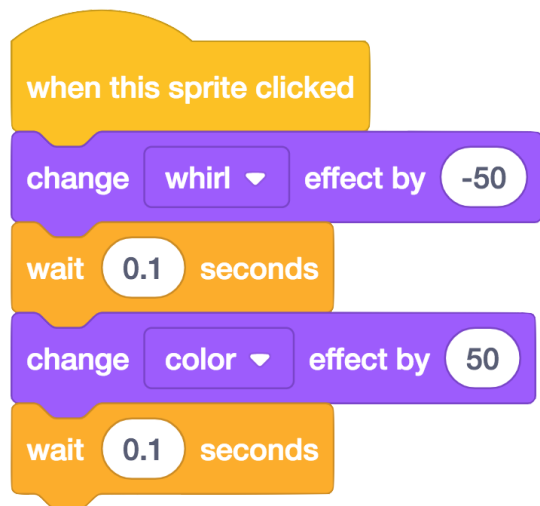 when this sprite clicked
change whirl effect by -50
wait 0.1 seconds
change color effect by 50
wait 0.1 seconds